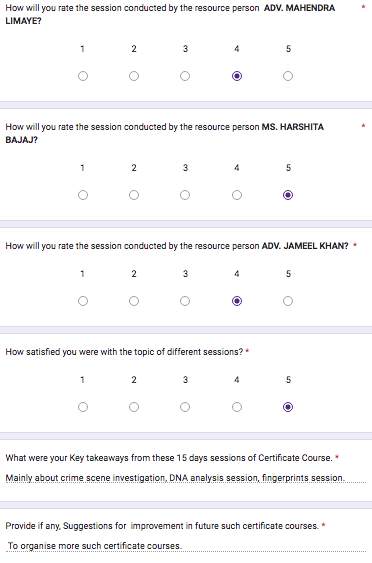 How will you rate the session conducted by the resource person ADV. MAHENDRA *
LIMAYE?
1 2 3 4 5
How will you rate the session conducted by the resource person MS. HARSHITA *
BAJAJ?
1 2 3 4 5
How will you rate the session conducted by the resource person ADV. JAMEEL KHAN? *
1 2 3 4 5
How satisfied you were with the topic of different sessions? *
1 2 3 4 5
What were your Key takeaways from these 15 days sessions of Certificate Course. *
Mainly about crime scene investigation, DNA analysis session, fingerprints session.
Provide if any, Suggestions for improvement in future such certificate courses. *
To organise more such certificate courses.